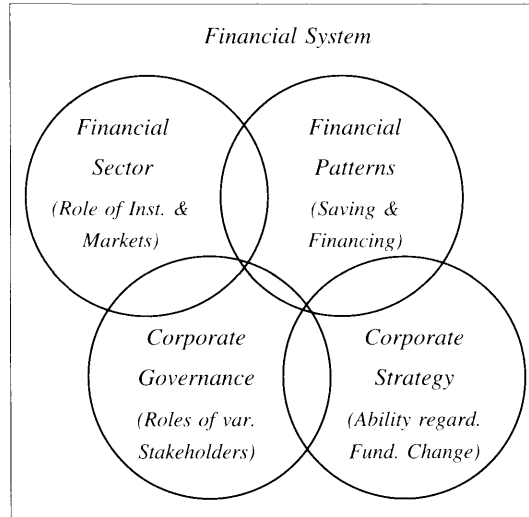 Financial System
Financial
Sector
(Role of Inst. &
Markets)
Financial
Patterns
(Saving &
Financing)
Corporate
Governance
(Roles of var.
Stakeholders)
Corporate
Strategy
(Ability regard.
Fund. Change)